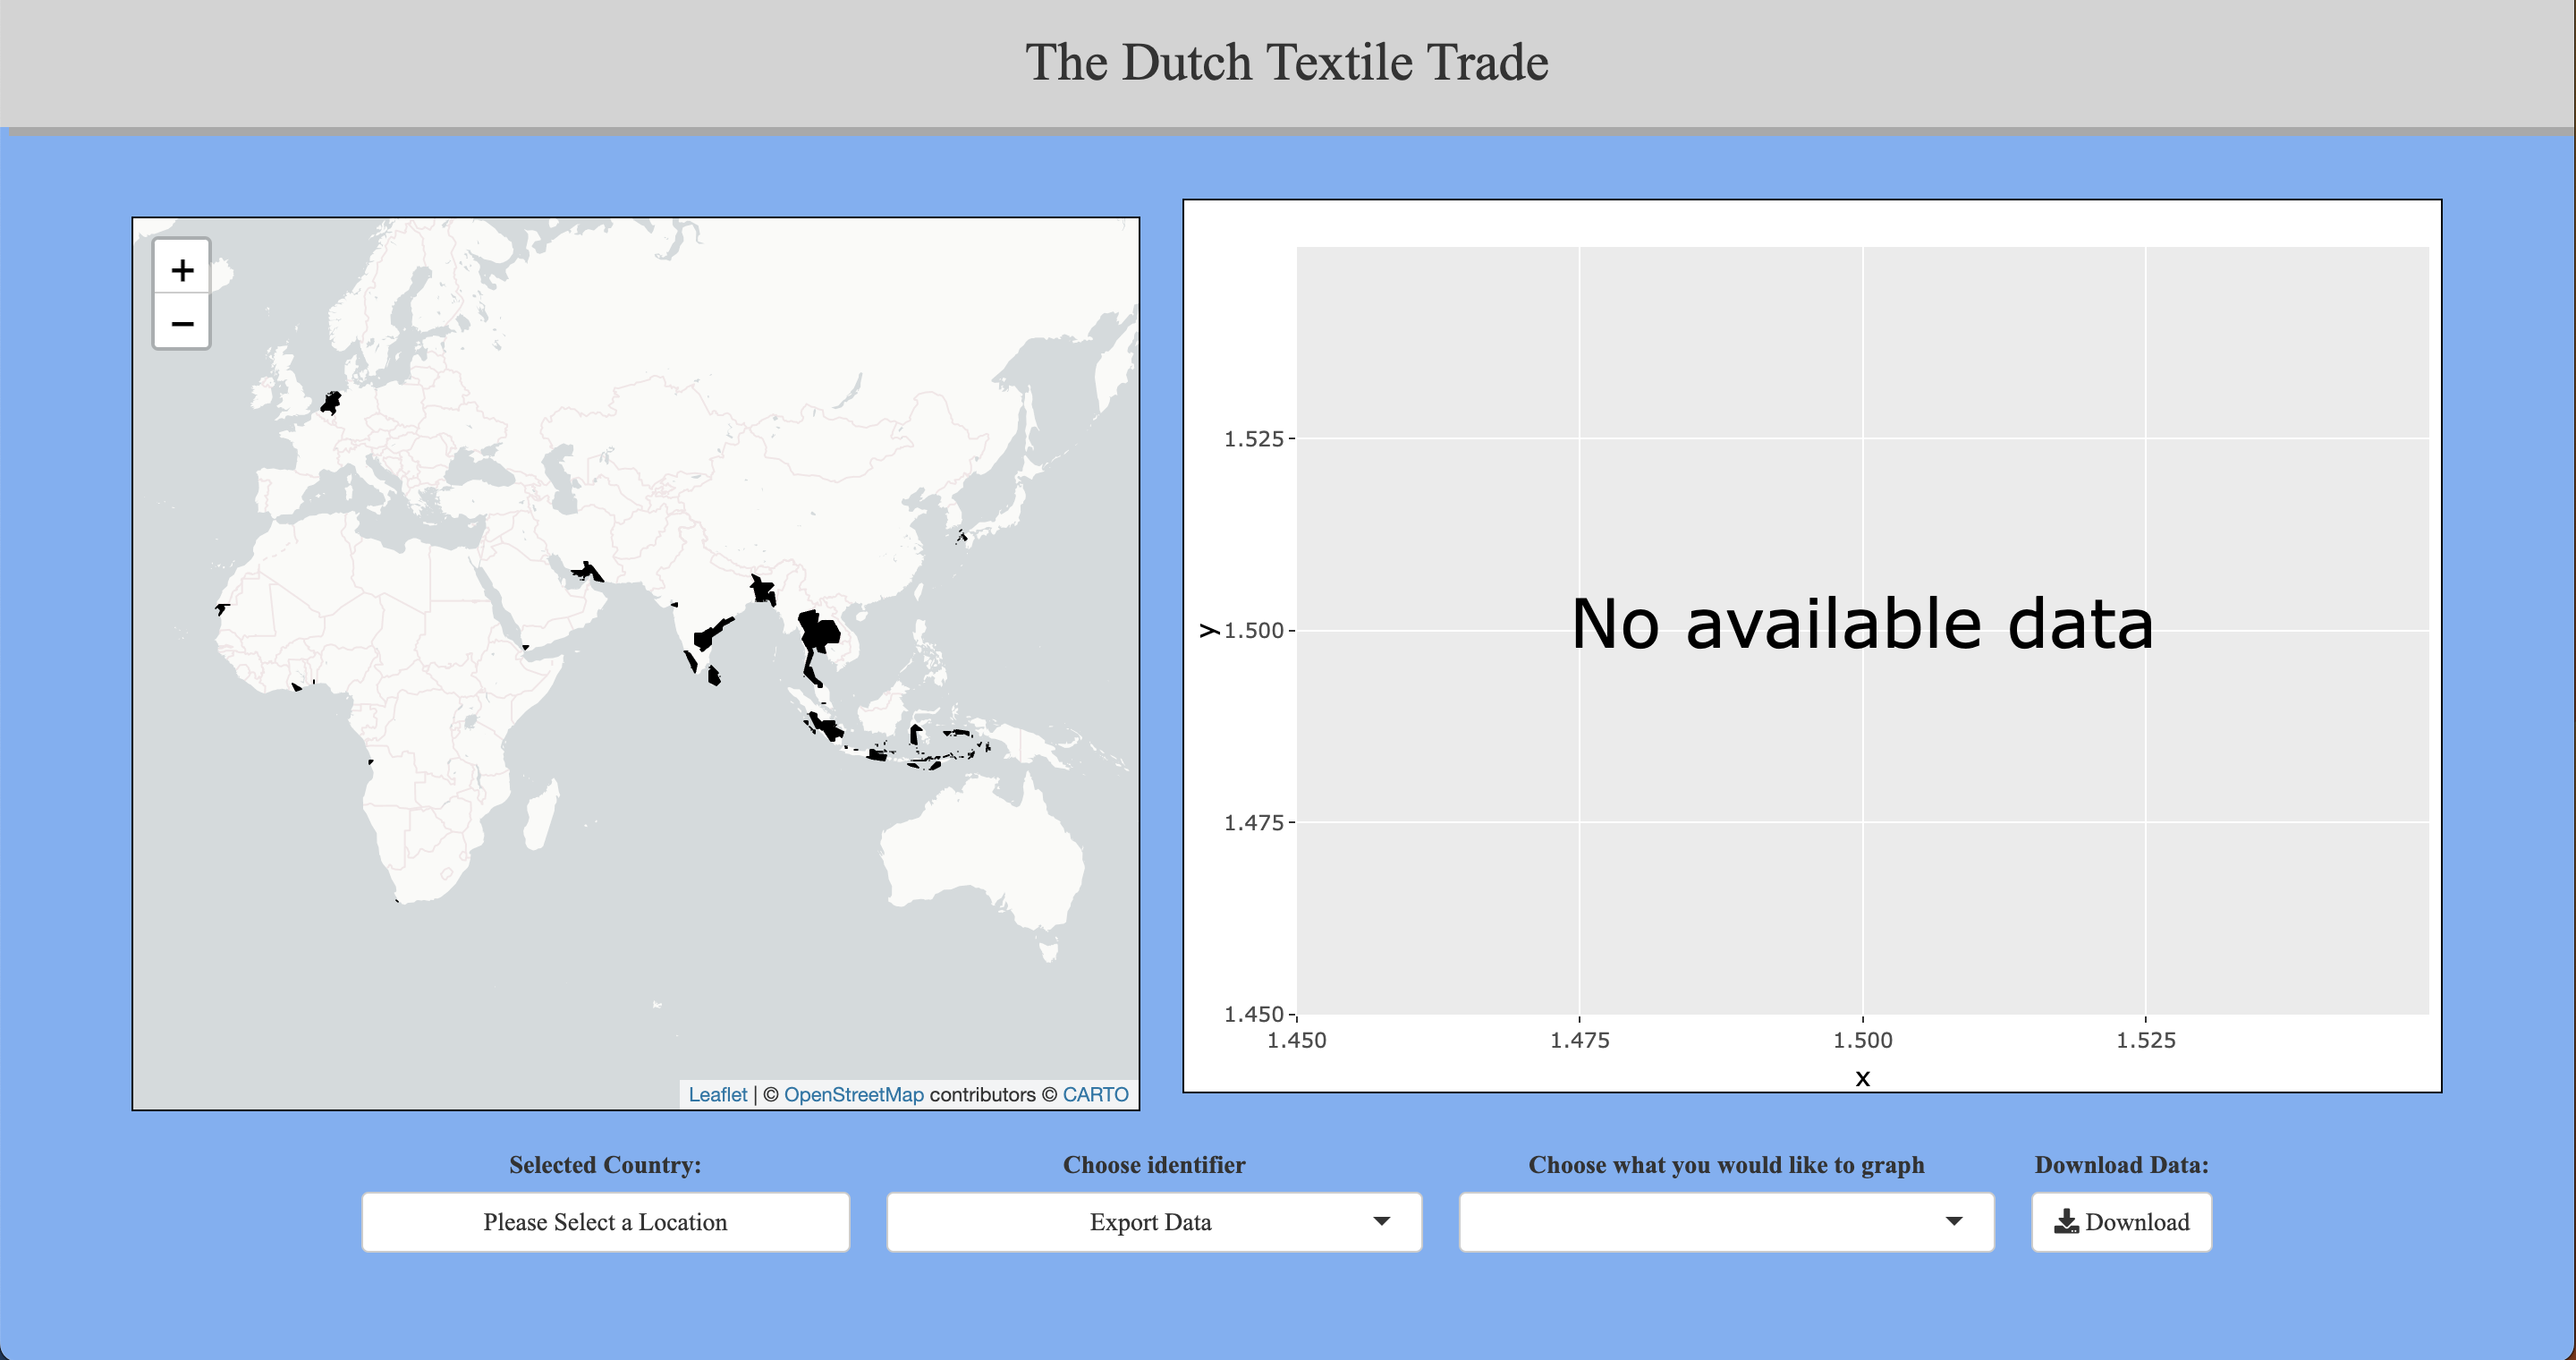 The Dutch Textile Trade
+
−
Leaflet | © OpenStreetMap contributors © CARTO
1.525
1.500
1.475
1.450
y
No available data
1.450 1.475 1.500 1.525
x
Selected Country:
Please Select a Location
Choose identifier
Export Data
Choose what you would like to graph
Download Data:
Download